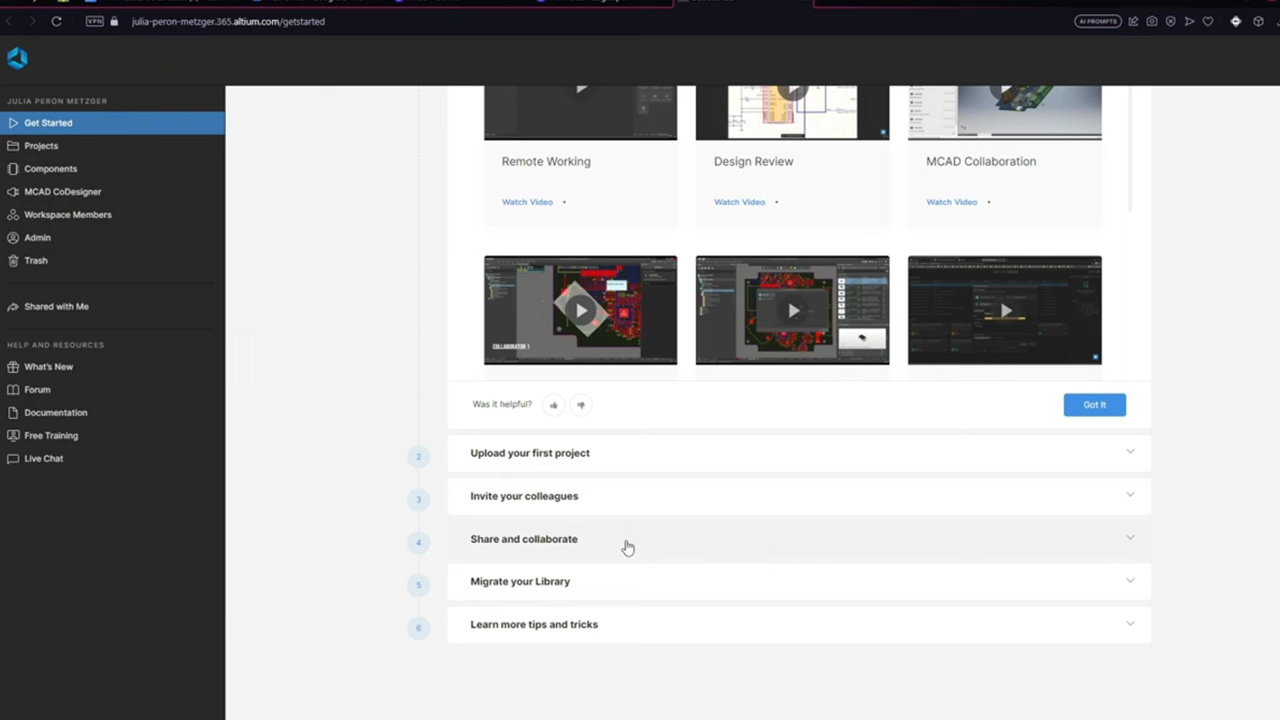 VPN
julia-peron-metzger.365.altium.com/getstarted
AI PROMPTS
JULIA PERON METZGER
Get Started
Projects
Components
MCAD CoDesigner
Workspace Members
Admin
Trash
Shared with Me
HELP AND RESOURCES
What's New
Forum
Documentation
Free Training
Live Chat
Remote Working
Design Review
MCAD Collaboration
Watch Video •
Watch Video •
Watch Video •
COLLABORATOR 1
Was it helpful?
Got It
2 Upload your first project
3 Invite your colleagues
4 Share and collaborate
5 Migrate your Library
6 Learn more tips and tricks